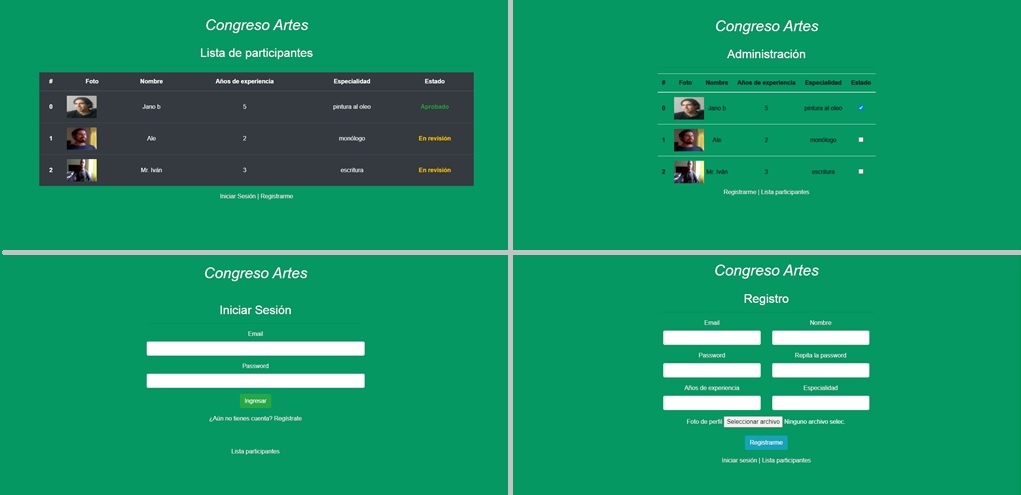 Congreso Artes
Lista de participantes
# Foto Nombre Años de experiencia Especialidad Estado
0 Jano b 5 pintura al oleo Aprobado
1 Ale 2 monólogo En revisión
2 Mr. Iván 3 escritura En revisión
Iniciar Sesión | Registrarme
Congreso Artes
Administración
# Foto Nombre Años de experiencia Especialidad Estado
0 Jano b 5 pintura al oleo
1 Ale 2 monólogo
2 Mr. Iván 3 escritura
Registrarme | Lista participantes
Congreso Artes
Iniciar Sesión
Email
Password
Ingresar
¿Aún no tienes cuenta? Regístrate
Lista participantes
Congreso Artes
Registro
Email Nombre
Password Repita la password
Años de experiencia Especialidad
Foto de perfil Seleccionar archivo Ninguno archivo selec.
Registrarme
Iniciar sesión | Lista participantes